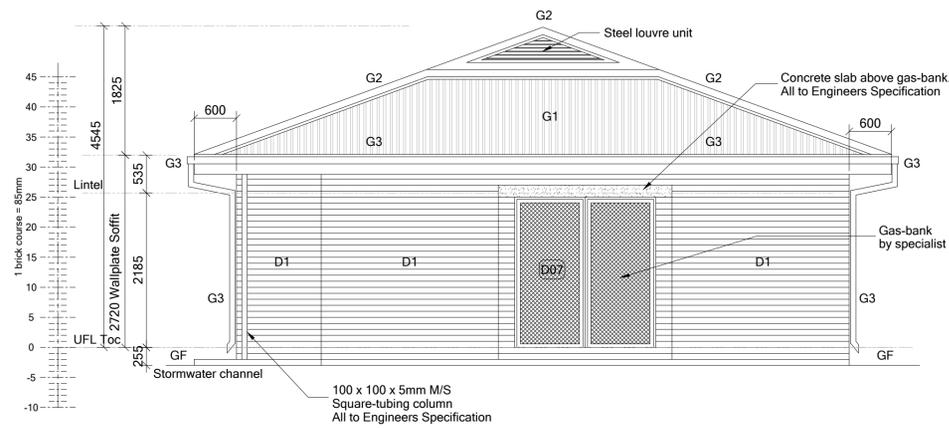 G2
Steel louvre unit
G2
G2
Concrete slab above gas-bank
All to Engineers Specification
45
40
35
30
25
20
15
10
5
0
-5
-10
1 brick course = 85mm
4545
1825
600
600
G1
G3
G3
G3
G3
535
Lintel
2720 Wallplate Soffit
2185
D1
D1
D07
D1
Gas-bank
by specialist
G3
G3
UFL Toc
255
GF
GF
Stormwater channel
100 x 100 x 5mm M/S
Square-tubing column
All to Engineers Specification